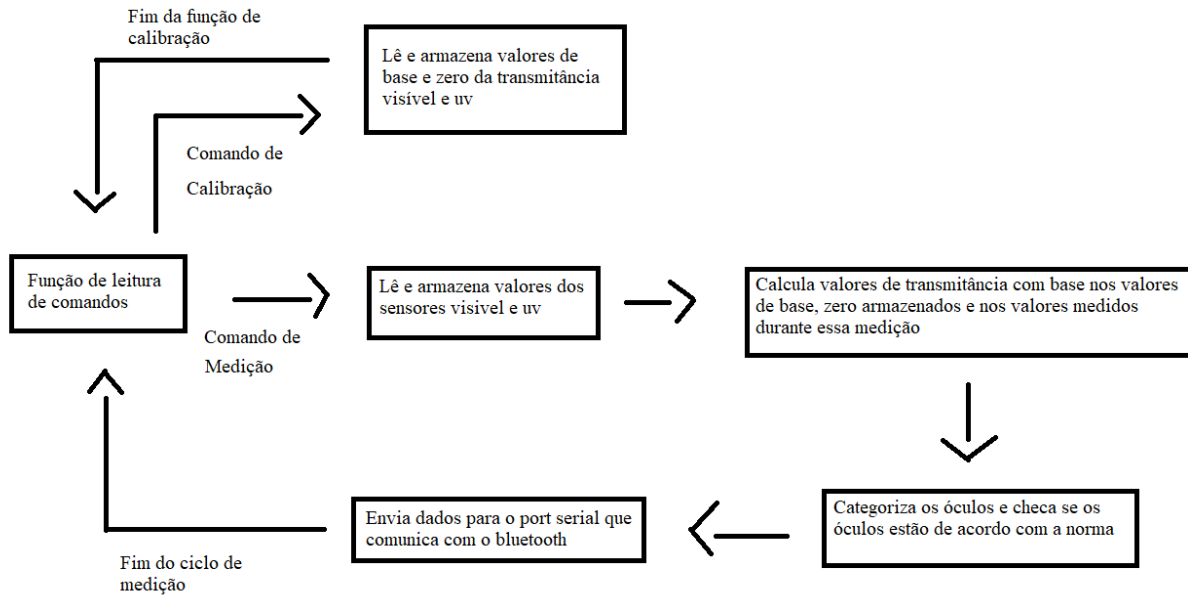 Fim da função de
calibração
Lê e armazena valores de
base e zero da transmitância
visível e uv
Comando de
Calibração
Função de leitura
de comandos
Comando de
Medição
Lê e armazena valores dos
sensores visivel e uv
Calcula valores de transmitância com base nos valores
de base, zero armazenados e nos valores medidos
durante essa medição
Categoriza os óculos e checa se os
óculos estão de acordo com a norma
Envia dados para o port serial que
comunica com o bluetooth
Fim do ciclo de
medição